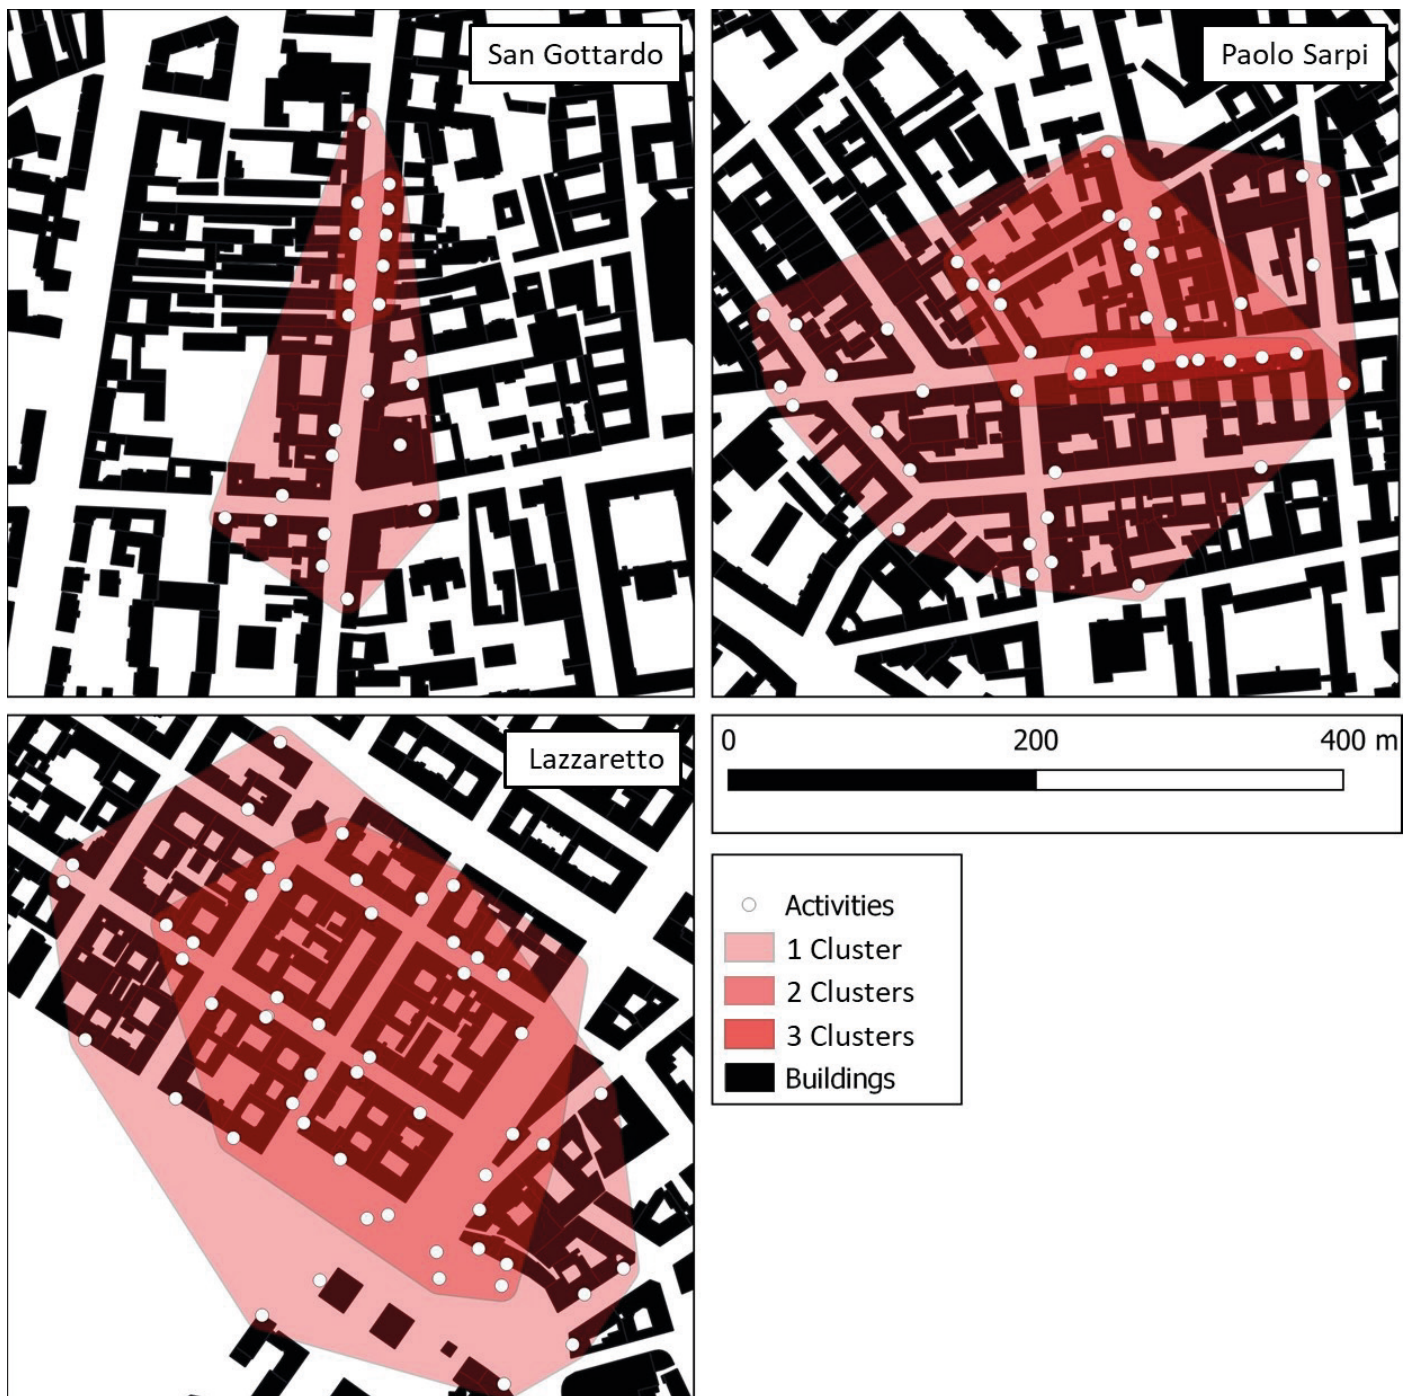 San Gottardo
Paolo Sarpi
Lazzaretto
0 200 400 m
Activities
1 Cluster
2 Clusters
3 Clusters
Buildings